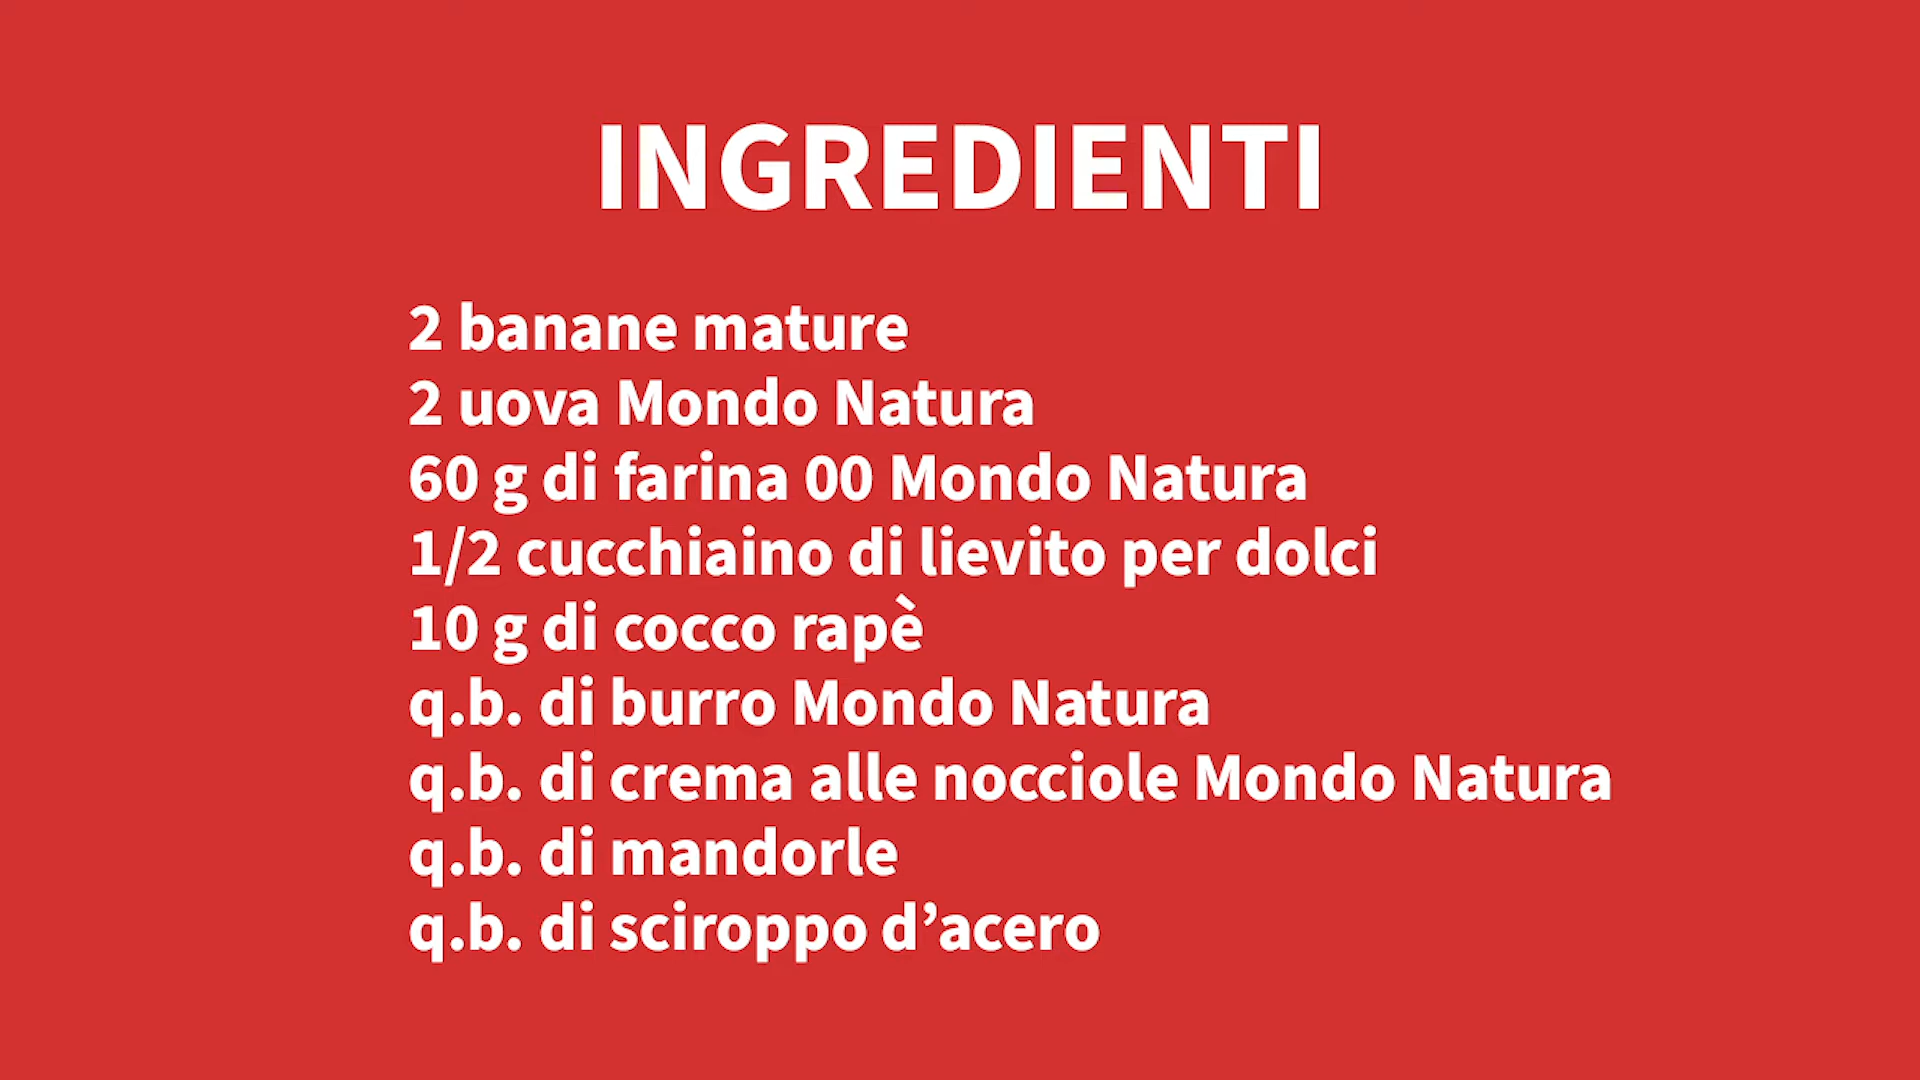 INGREDIENTI
2 banane mature
2 uova Mondo Natura
60 g di farina 00 Mondo Natura
1/2 cucchiaino di lievito per dolci
10 g di cocco rapè
q.b. di burro Mondo Natura
q.b. di crema alle nocciole Mondo Natura
q.b. di mandorle
q.b. di sciroppo d’acero